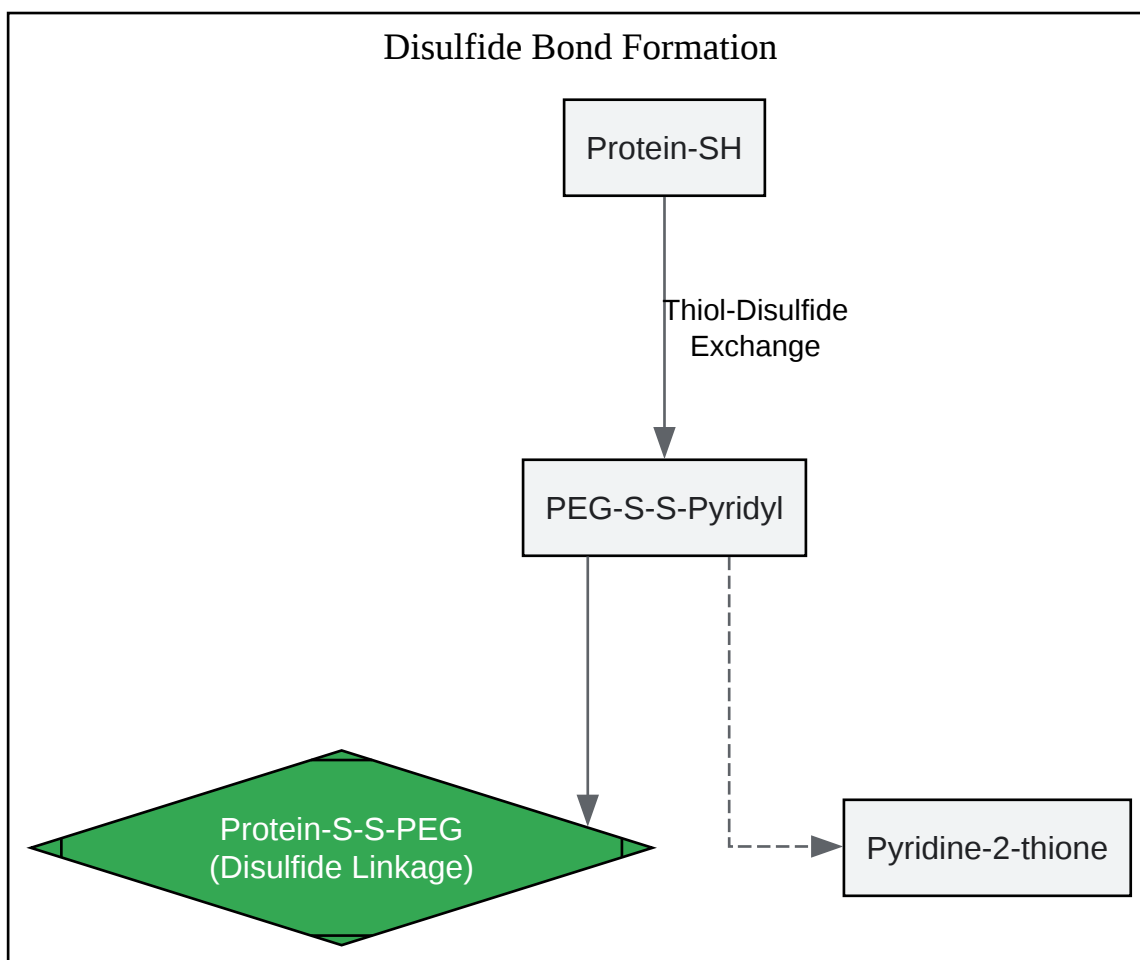 Disulfide Bond Formation
Protein-SH
Thiol-Disulfide
Exchange
PEG-S-S-Pyridyl
Protein-S-S-PEG
(Disulfide Linkage)
Pyridine-2-thione